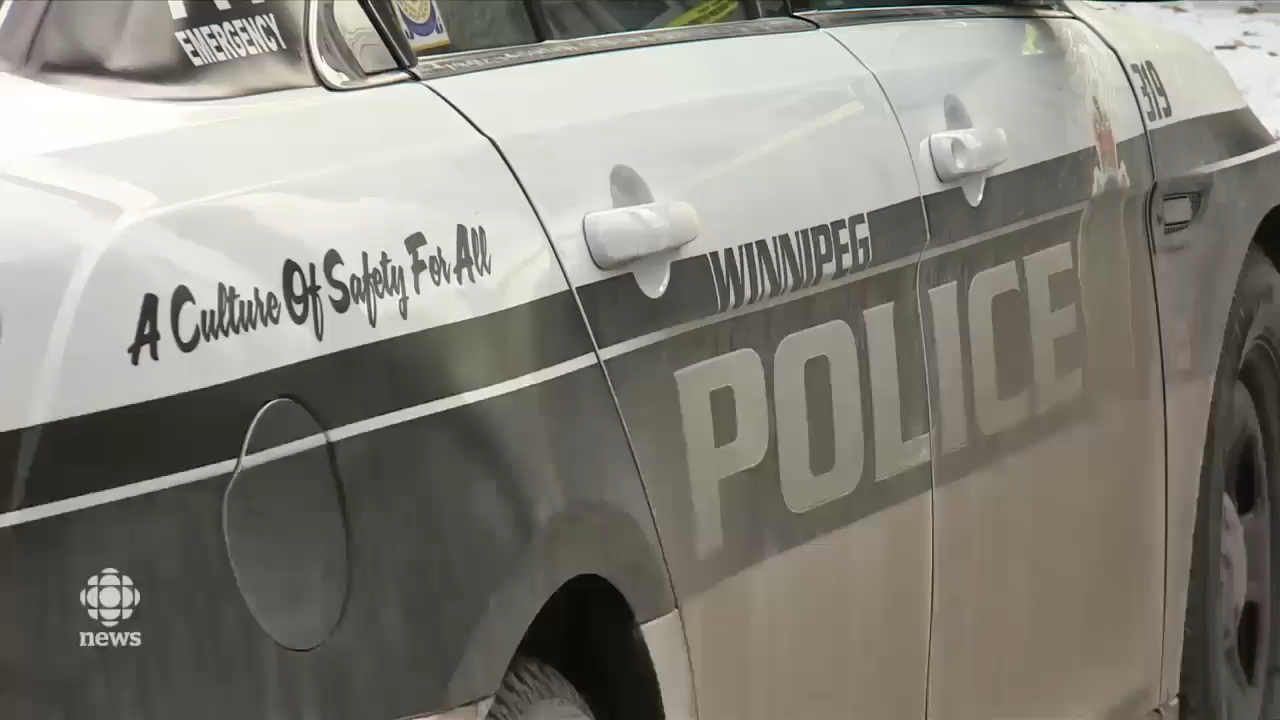 EMERGENCY
319
A Culture Of Safety For All
WINNIPEG
POLICE
news